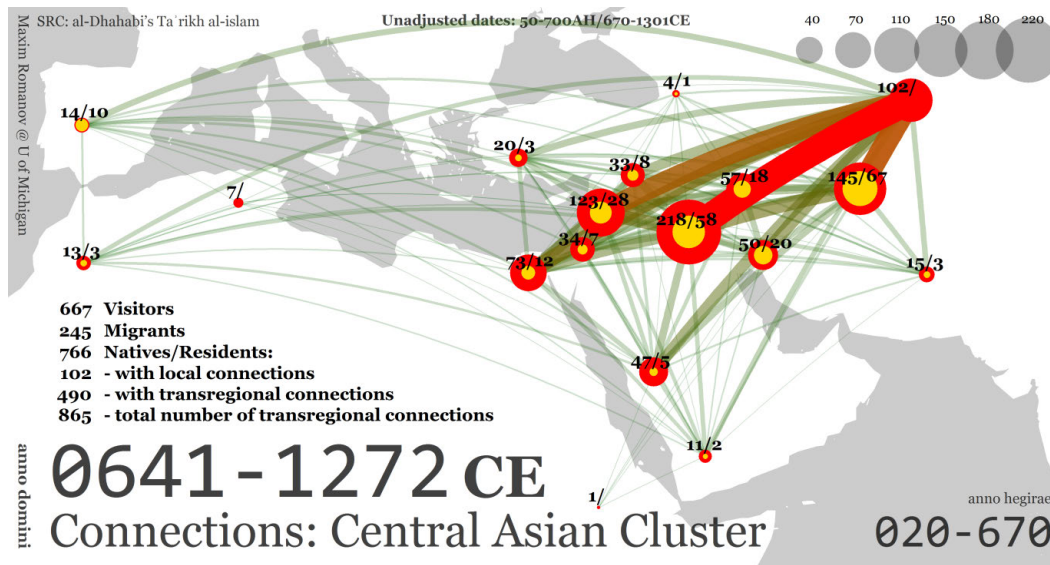 SRC: al-Dhahabi's Taʾrikh al-islam
Unadjusted dates: 50-700AH/670-1301CE
40 70 110 150 180 220
Maxim Romanov @ U of Michigan
102/
4/1
14/10
20/3
33/8
57/18
145/67
7/
123/28
218/58
34/7
50/20
73/12
13/3
15/3
667 Visitors
245 Migrants
766 Natives/Residents:
102 - with local connections
490 - with transregional connections
865 - total number of transregional connections
47/5
11/2
1/
anno domini
0641-1272 CE
Connections: Central Asian Cluster
anno hegirae
020-670